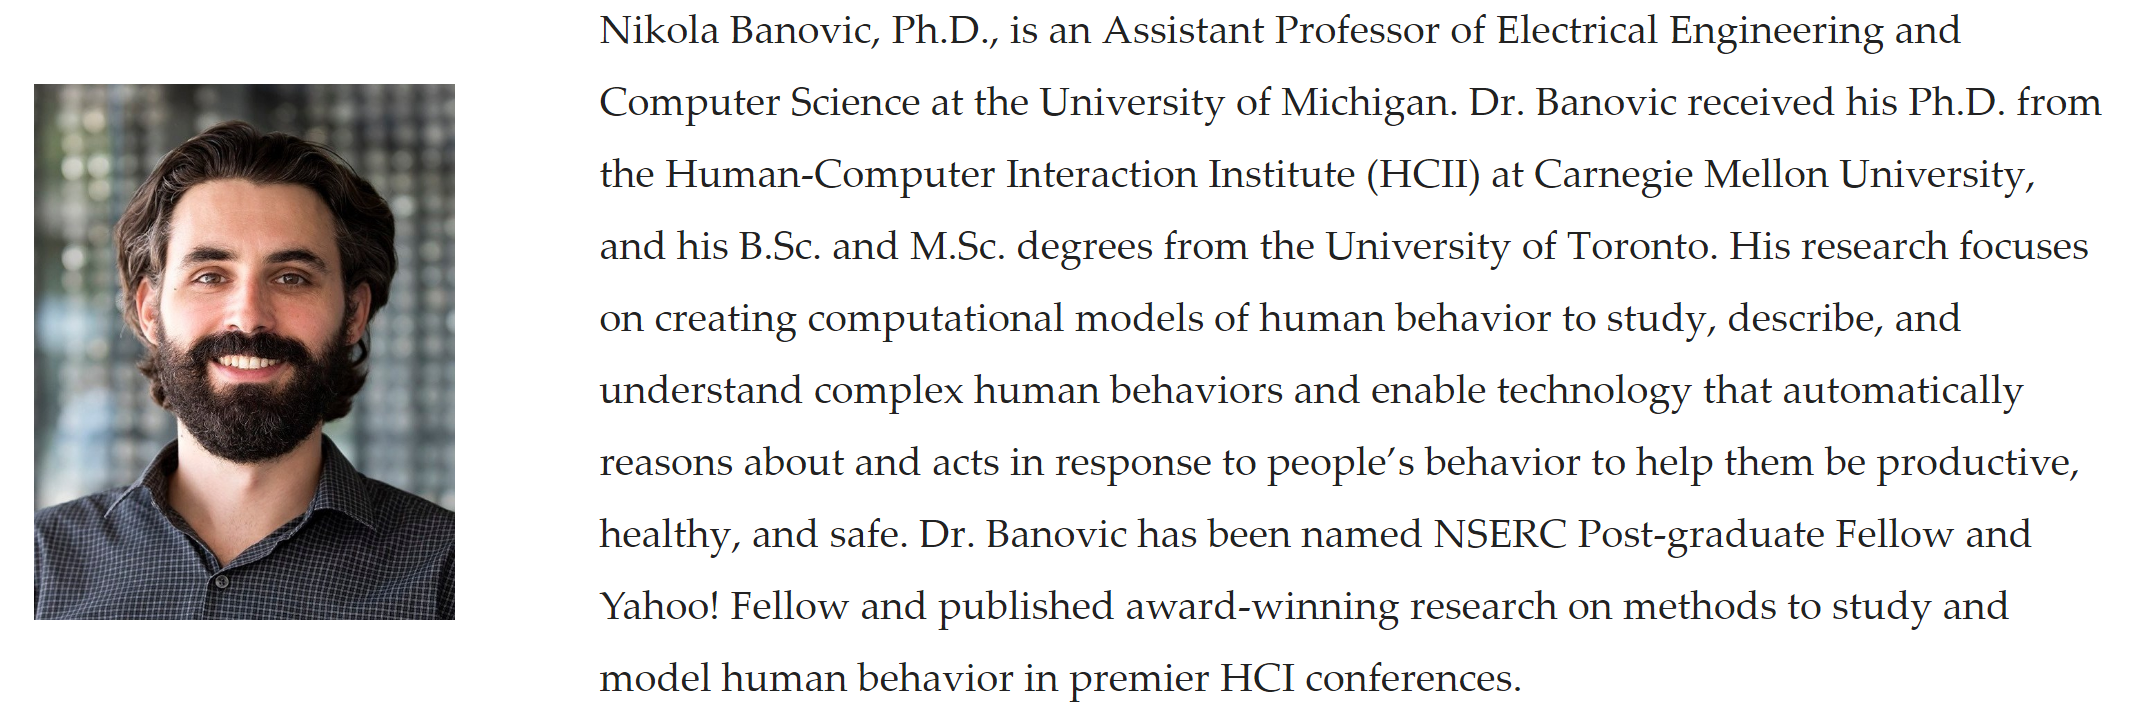 Nikola Banovic, Ph.D., is an Assistant Professor of Electrical Engineering and
Computer Science at the University of Michigan. Dr. Banovic received his Ph.D. from
the Human-Computer Interaction Institute (HCII) at Carnegie Mellon University,
and his B.Sc. and M.Sc. degrees from the University of Toronto. His research focuses
on creating computational models of human behavior to study, describe, and
understand complex human behaviors and enable technology that automatically
reasons about and acts in response to people’s behavior to help them be productive,
healthy, and safe. Dr. Banovic has been named NSERC Post-graduate Fellow and
Yahoo! Fellow and published award-winning research on methods to study and
model human behavior in premier HCI conferences.